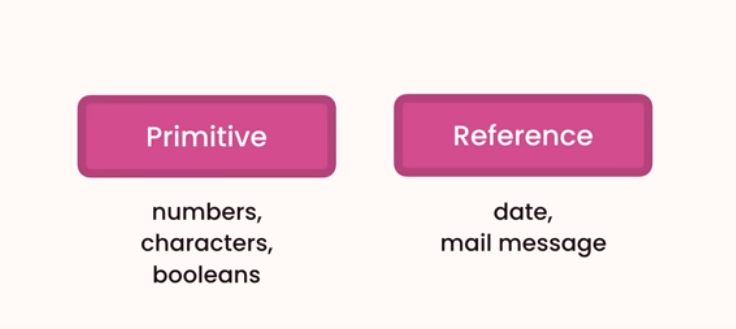 Primitive
numbers,
characters,
booleans
Reference
date,
mail message